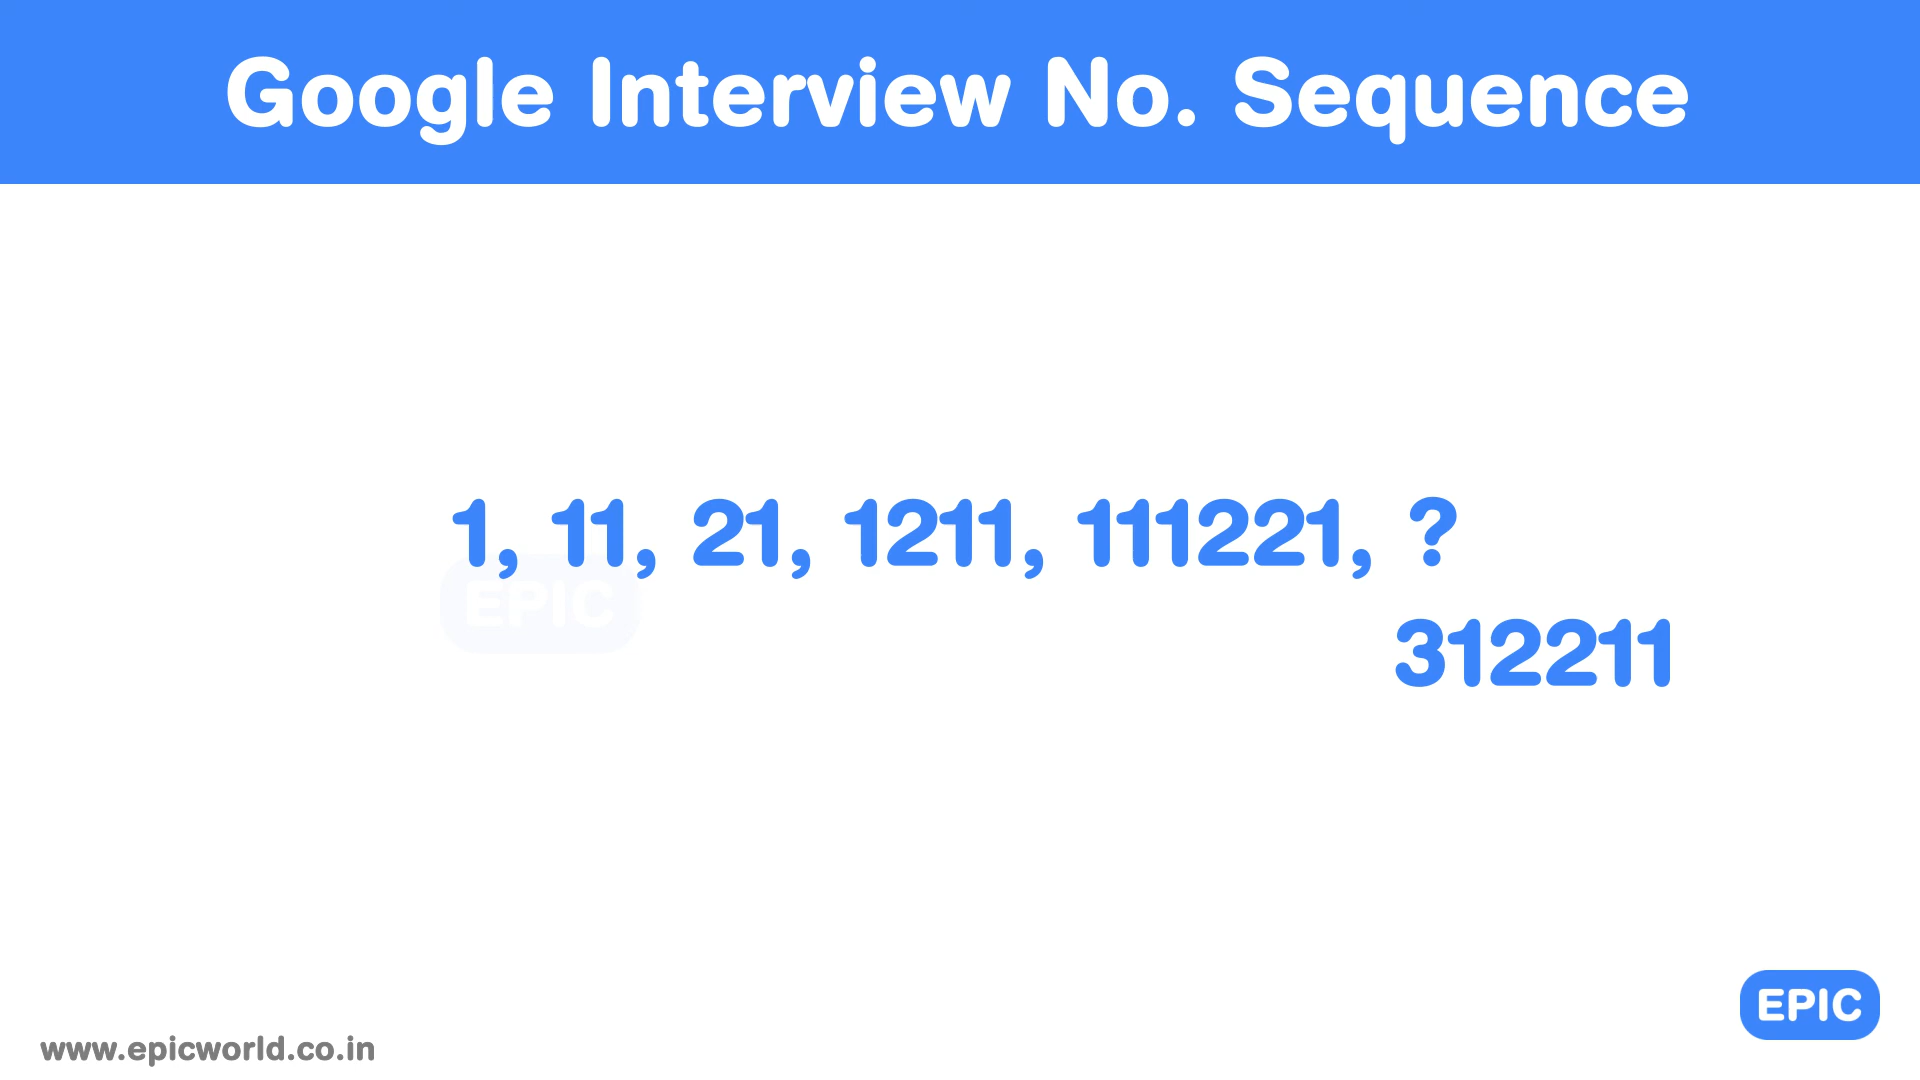 Google Interview No. Sequence
1, 11, 21, 1211, 111221, ?
EPIC
312211
EPIC
www.epicworld.co.in